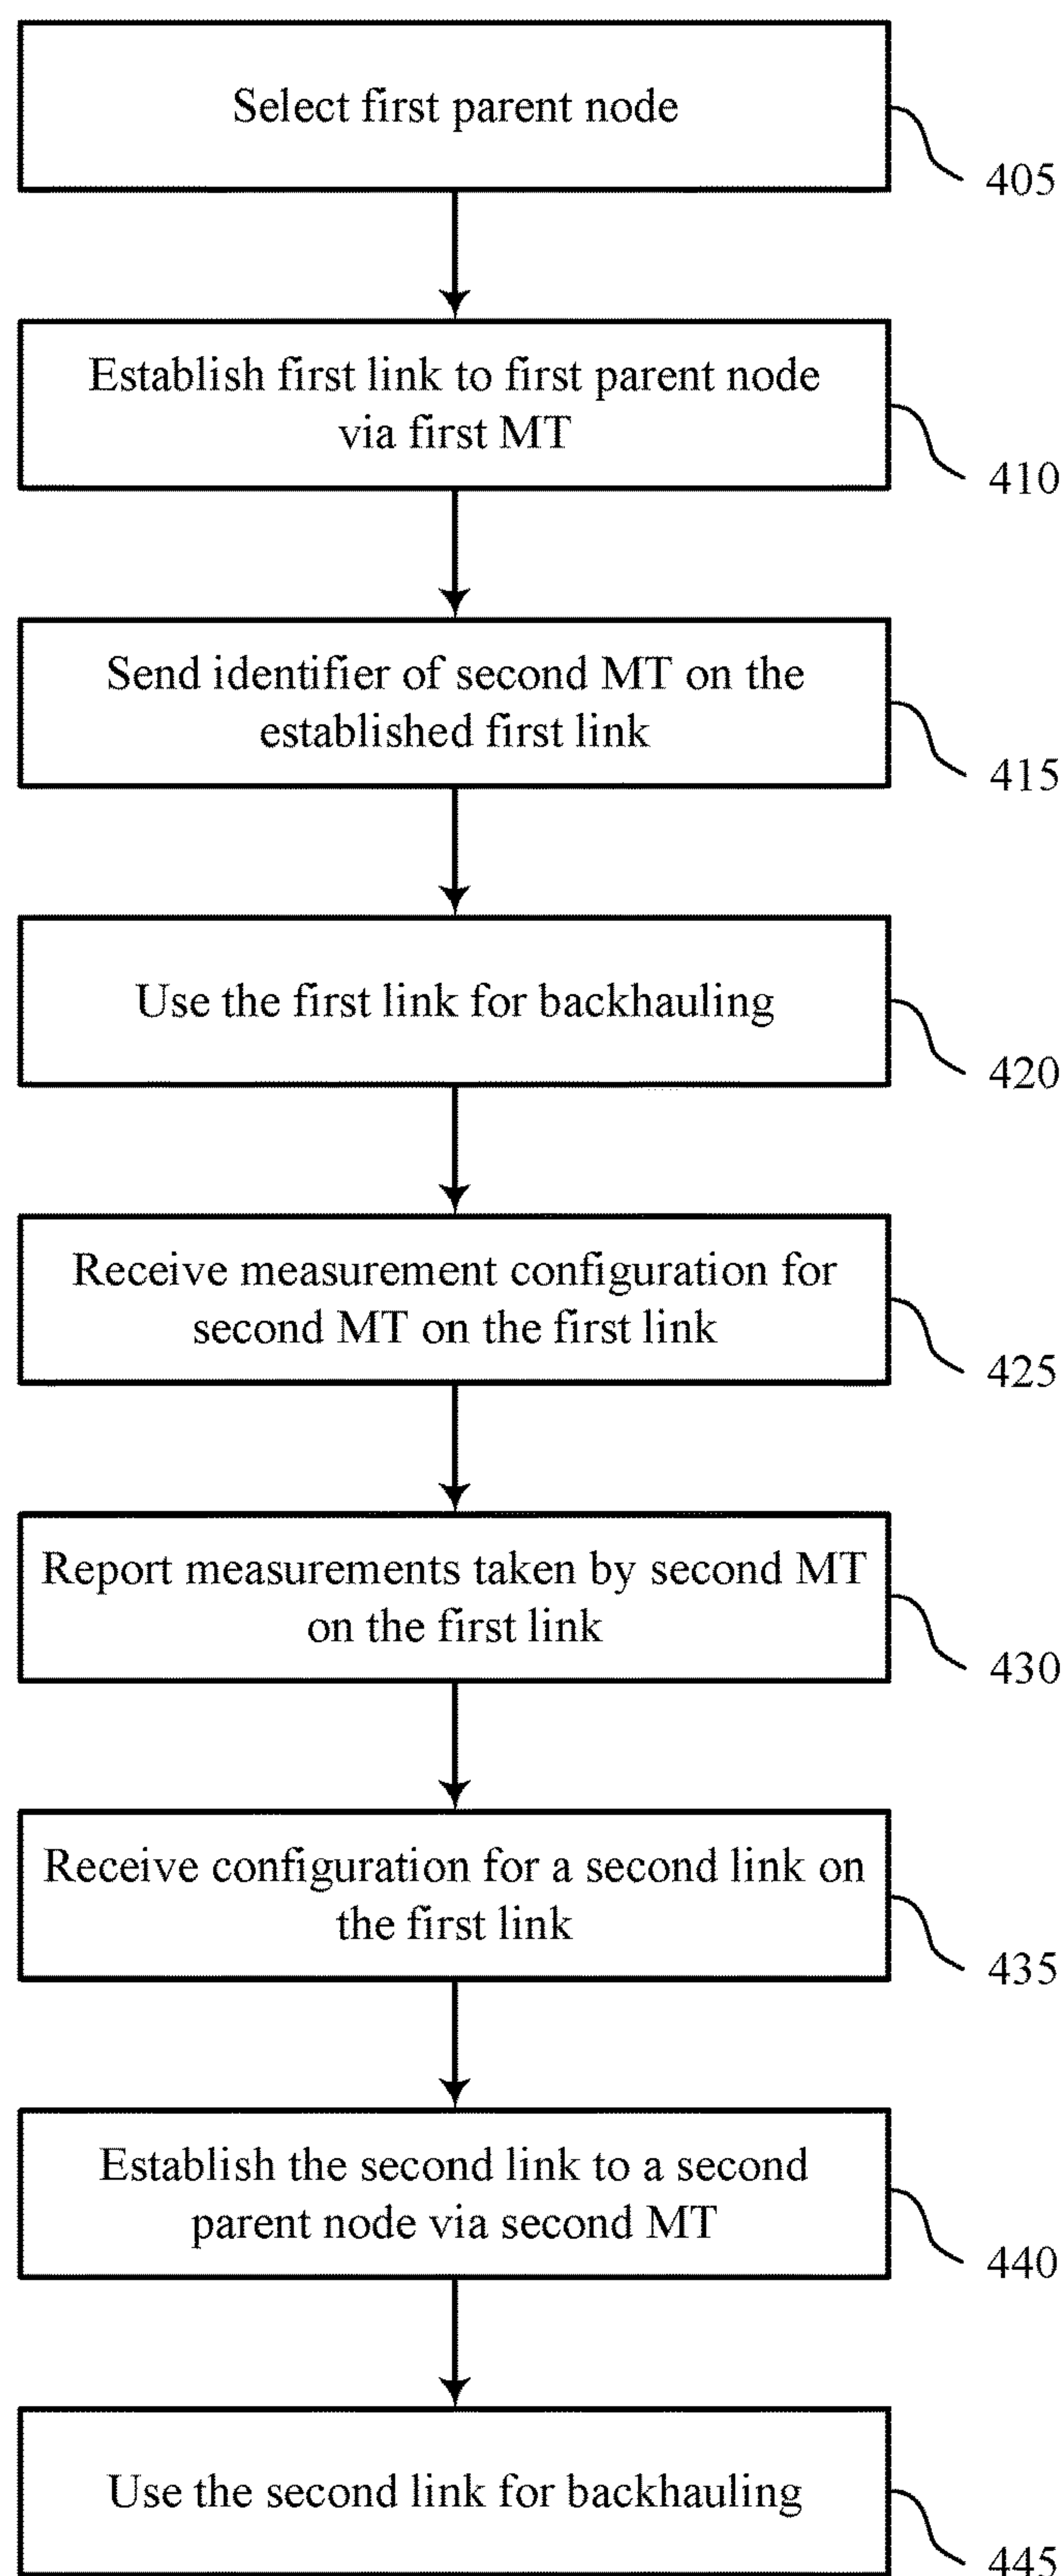 Select first parent node
405
Establish first link to first parent node
via first MT
410
Send identifier of second MT on the
established first link
415
Use the first link for backhauling
420
Receive measurement configuration for
second MT on the first link
425
Report measurements taken by second MT
on the first link
430
Receive configuration for a second link on
the first link
435
Establish the second link to a second
parent node via second MT
440
Use the second link for backhauling
445